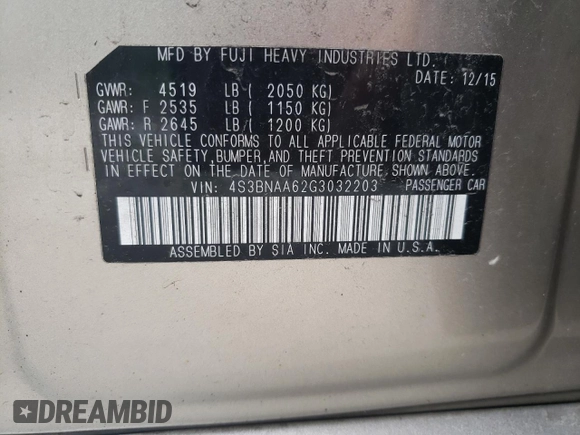 MFD BY FUJI HEAVY INDUSTRIES LTD.
DATE: 12/15
GVWR: 4519 LB ( 2050 KG)
GAWR: F 2535 LB ( 1150 KG)
GAWR: R 2645 LB/ ( 1200 KG)
THIS VEHICLE CONFORMS TO ALL APPLICABLE FEDERAL MOTOR
VEHICLE SAFETY, BUMPER, AND THEFT PREVENTION STANDARDS
IN EFFECT ON THE DATE OF MANUFACTURE SHOWN ABOVE.
VIN: 4S3BNAA62G3032203 PASSENGER CAR
ASSEMBLED BY SIA INC. MADE IN U.S.A.
DREAMBID